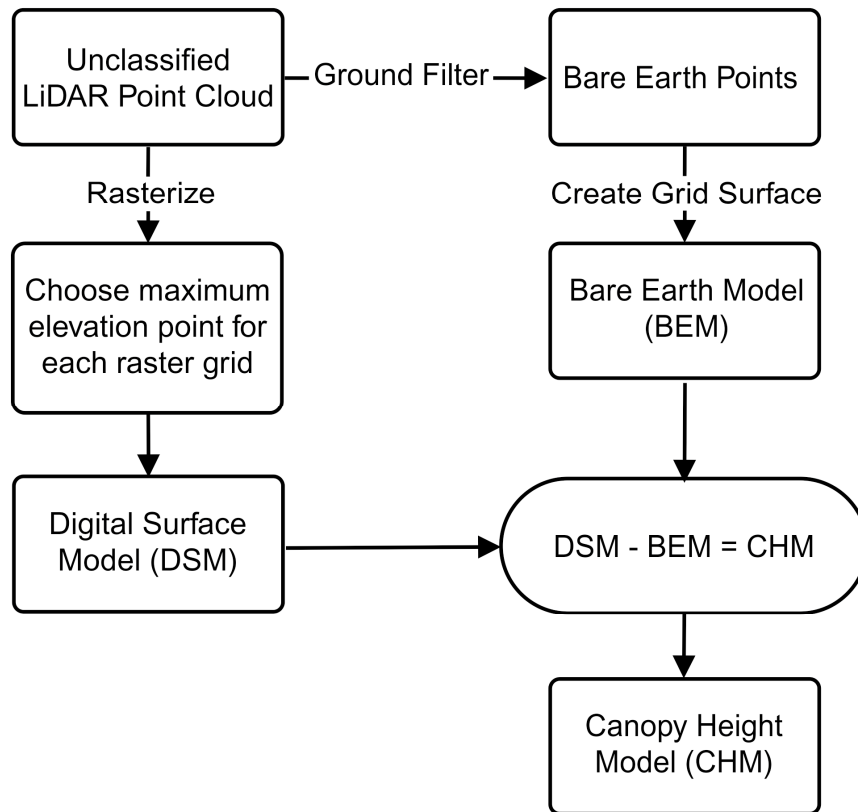 Unclassified
LiDAR Point Cloud
Ground Filter
Bare Earth Points
Rasterize
Create Grid Surface
Choose maximum
elevation point for
each raster grid
Bare Earth Model
(BEM)
Digital Surface
Model (DSM)
DSM - BEM = CHM
Canopy Height
Model (CHM)